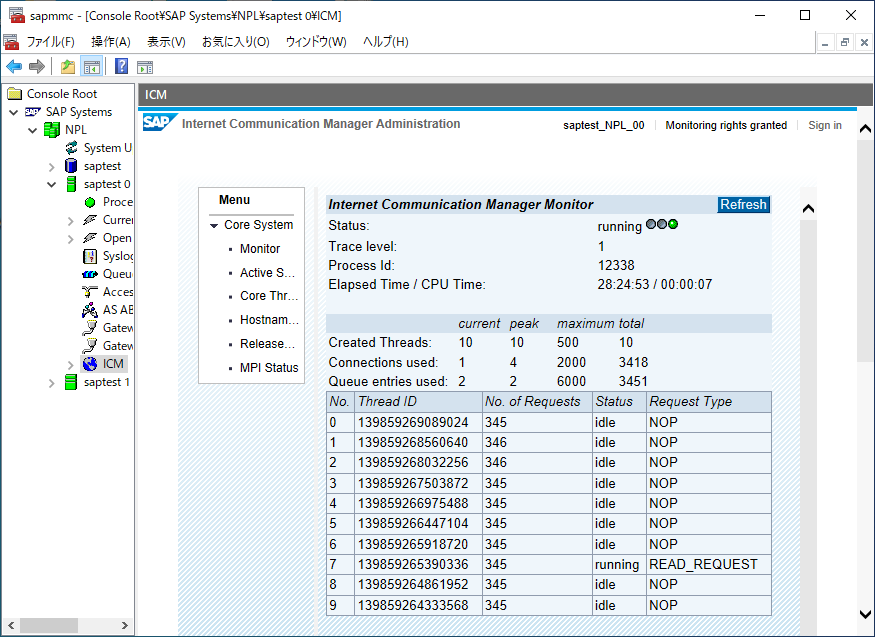 sapmmc - [Console Root¥SAP Systems¥NPL¥saptest 0¥ICM]
ファイル(F) 操作(A) 表示(V) お気に入り(O) ウィンドウ(W) ヘルプ(H)
Console Root
SAP Systems
NPL
System U
saptest
saptest 0
Proce
Curre
Open
Syslo
Queu
Acces
AS AB
Gatew
Gatew
ICM
saptest 1
ICM
SAP Internet Communication Manager Administration
saptest_NPL_00 Monitoring rights granted Sign in
Menu
Core System
Monitor
Active S...
Core Thr...
Hostnam...
Release...
MPI Status
Internet Communication Manager Monitor Refresh
Status: running
Trace level: 1
Process Id: 12338
Elapsed Time / CPU Time: 28:24:53 / 00:00:07
current peak maximum total
Created Threads: 10 10 500 10
Connections used: 1 4 2000 3418
Queue entries used: 2 2 6000 3451
No. Thread ID No. of Requests Status Request Type
0 139859269089024 345 idle NOP
1 139859268560640 346 idle NOP
2 139859268032256 346 idle NOP
3 139859267503872 345 idle NOP
4 139859266975488 345 idle NOP
5 139859266447104 345 idle NOP
6 139859265918720 345 idle NOP
7 139859265390336 345 running READ_REQUEST
8 139859264861952 345 idle NOP
9 139859264333568 345 idle NOP